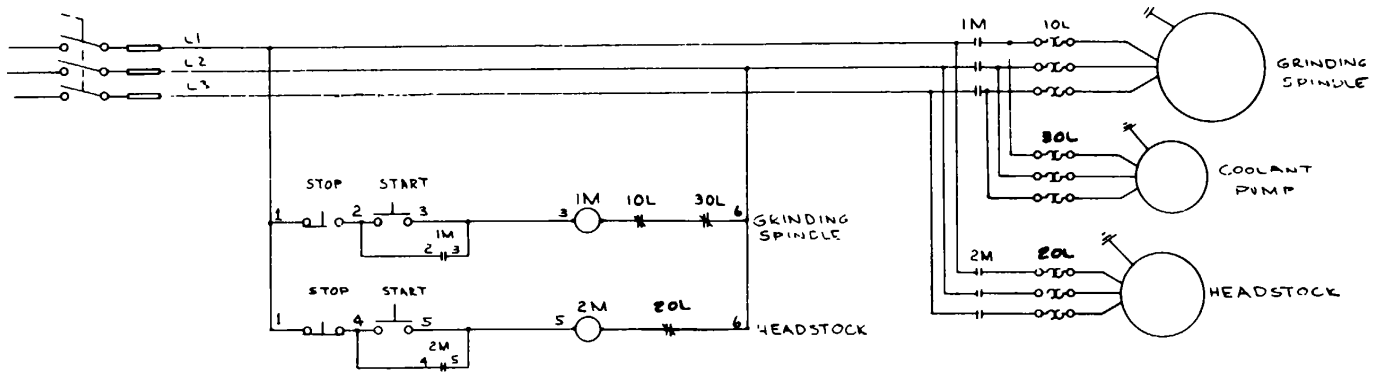 L1
L2
L3
1M
1OL
GRINDING
SPINDLE
3OL
COOLANT
PUMP
STOP
START
1
2
3
1M
2
3
3
1M
1OL
3OL
6
GRINDING
SPINDLE
2M
2OL
HEADSTOCK
STOP
START
1
4
5
2M
4
5
5
2M
2OL
6
HEADSTOCK